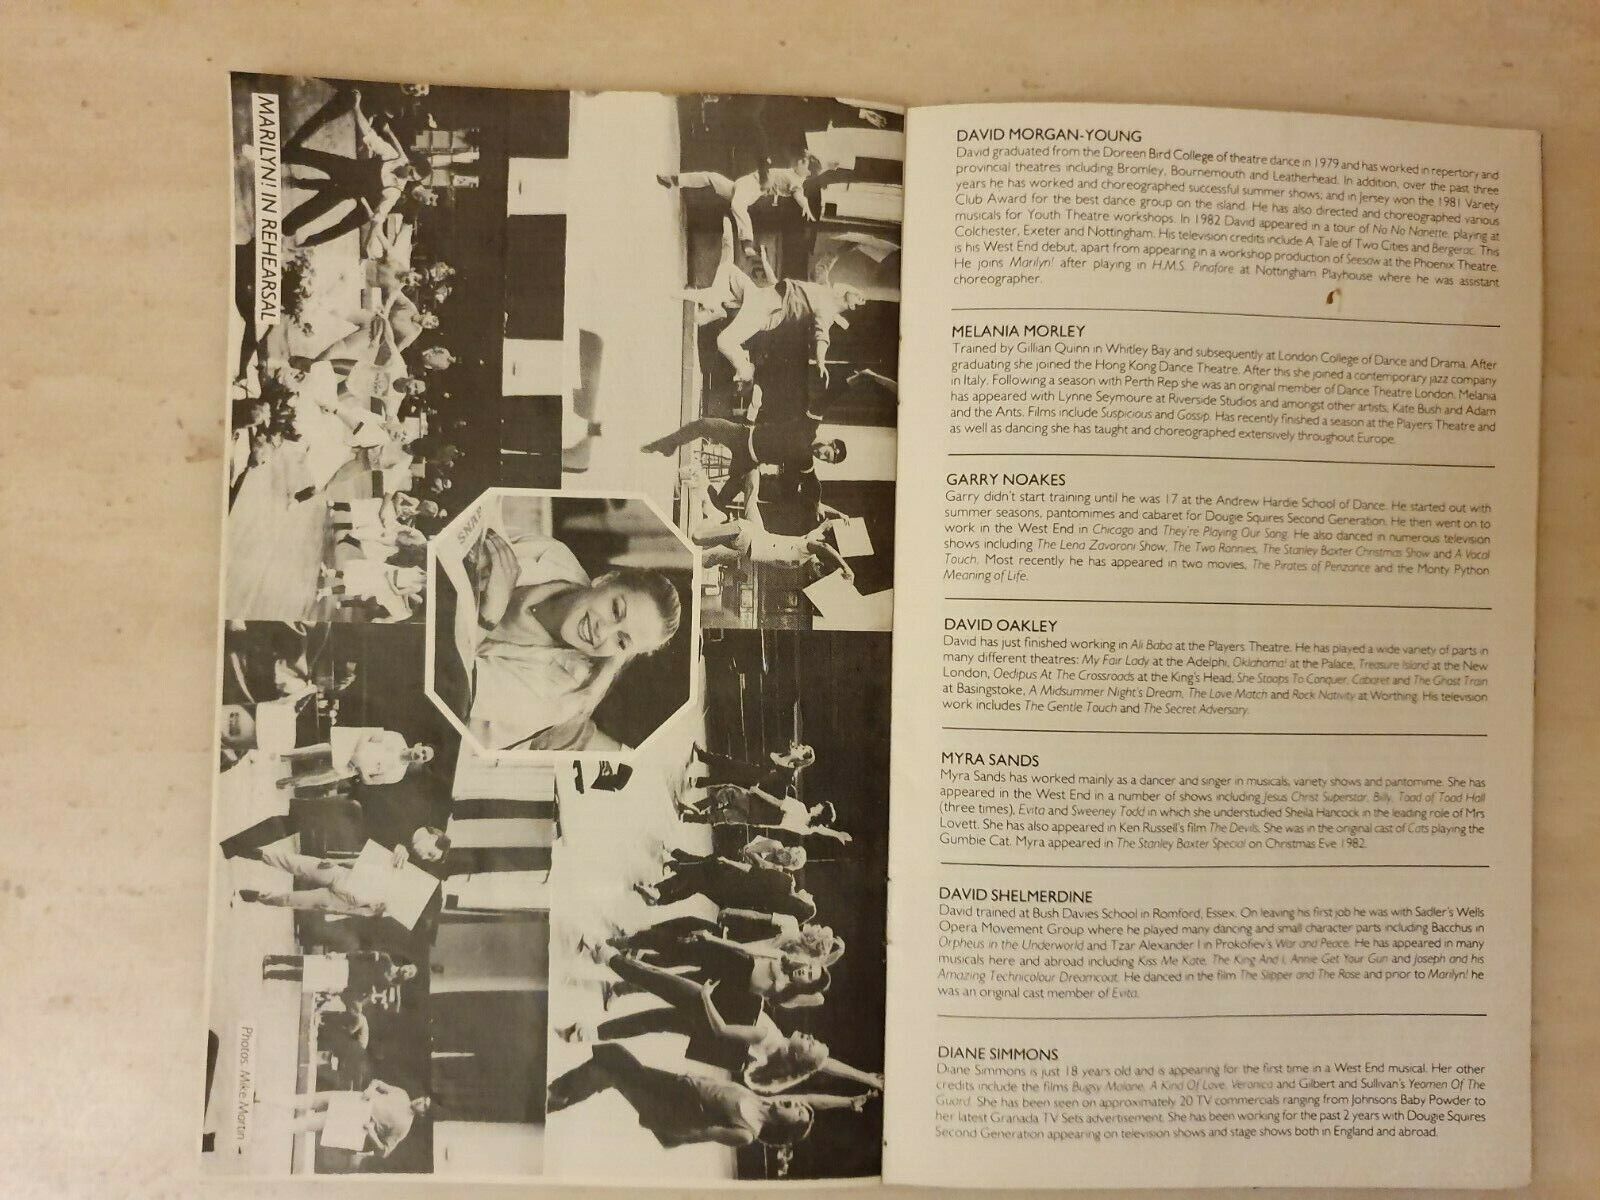 MARILYN! IN REHEARSAL
SNAP
Photos: Mike Martin
DAVID MORGAN-YOUNG
David graduated from the Doreen Bird College of theatre dance in 1979 and has worked in repertory and
provincial theatres including Bromley, Bournemouth and Leatherhead. In addition, over the past three
years he has worked and choreographed successful summer shows; and in Jersey won the 1981 Variety
Club Award for the best dance group on the island. He has also directed and choreographed various
musicals for Youth Theatre workshops. In 1982 David appeared in a tour of No No Nanette, playing at
Colchester, Exeter and Nottingham. His television credits include A Tale of Two Cities and Bergerac. This
is his West End debut, apart from appearing in a workshop production of Seesaw at the Phoenix Theatre.
He joins Marilyn! after playing in H.M.S. Pinafore at Nottingham Playhouse where he was assistant
choreographer.
MELANIA MORLEY
Trained by Gillian Quinn in Whitley Bay and subsequently at London College of Dance and Drama. After
graduating she joined the Hong Kong Dance Theatre. After this she joined a contemporary jazz company
in Italy. Following a season with Perth Rep she was an original member of Dance Theatre London. Melania
has appeared with Lynne Seymoure at Riverside Studios and amongst other artists, Kate Bush and Adam
and the Ants. Films include Suspicious and Gossip. Has recently finished a season at the Players Theatre and
as well as dancing she has taught and choreographed extensively throughout Europe.
GARRY NOAKES
Garry didn't start training until he was 17 at the Andrew Hardie School of Dance. He started out with
summer seasons, pantomimes and cabaret for Dougie Squires Second Generation. He then went on to
work in the West End in Chicago and They're Playing Our Song. He also danced in numerous television
shows including The Lena Zavoroni Show, The Two Ronnies, The Stanley Baxter Christmas Show and A Vocal
Touch. Most recently he has appeared in two movies, The Pirates of Penzance and the Monty Python
Meaning of Life.
DAVID OAKLEY
David has just finished working in Ali Baba at the Players Theatre. He has played a wide variety of parts in
many different theatres: My Fair Lady at the Adelphi, Oklahoma! at the Palace, Treasure Island at the New
London, Oedipus At The Crossroads at the King's Head, She Stoops To Conquer, Cabaret and The Ghost Train
at Basingstoke, A Midsummer Night's Dream, The Love Match and Rock Nativity at Worthing. His television
work includes The Gentle Touch and The Secret Adversary.
MYRA SANDS
Myra Sands has worked mainly as a dancer and singer in musicals, variety shows and pantomime. She has
appeared in the West End in a number of shows including Jesus Christ Superstar, Billy, Toad of Toad Hall
(three times), Evita and Sweeney Todd in which she understudied Sheila Hancock in the leading role of Mrs
Lovett. She has also appeared in Ken Russell's film The Devils. She was in the original cast of Cats playing the
Gumbie Cat. Myra appeared in The Stanley Baxter Special on Christmas Eve 1982.
DAVID SHELMERDINE
David trained at Bush Davies School in Romford, Essex. On leaving his first job he was with Sadler's Wells
Opera Movement Group where he played many dancing and small character parts including Bacchus in
Orpheus in the Underworld and Tzar Alexander I in Prokofiev's War and Peace. He has appeared in many
musicals here and abroad including Kiss Me Kate, The King And I, Annie Get Your Gun and Joseph and his
Amazing Technicolour Dreamcoat. He danced in the film The Slipper and The Rose and prior to Marilyn! he
was an original cast member of Evita.
DIANE SIMMONS
Diane Simmons is just 18 years old and is appearing for the first time in a West End musical. Her other
credits include the films Bugsy Malone, A Kind Of Love, Veronica and Gilbert and Sullivan's Yeomen Of The
Guard. She has been seen on approximately 20 TV commercials ranging from Johnsons Baby Powder to
her latest Granada TV Sets advertisement. She has been working for the past 2 years with Dougie Squires
Second Generation appearing on television shows and stage shows both in England and abroad.